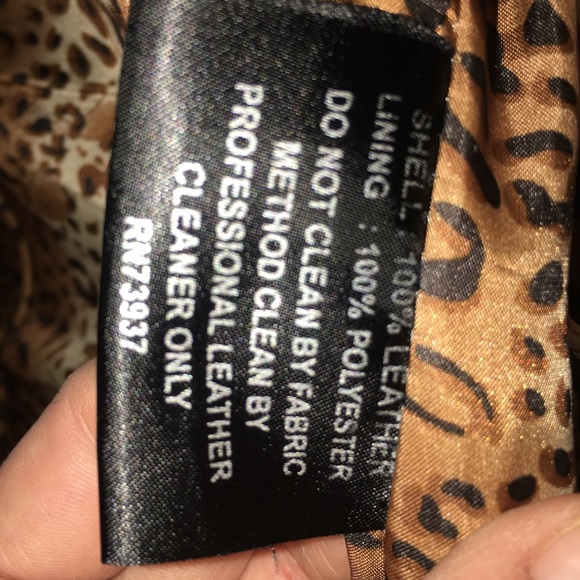 SHELL : 100% LEATHER
LINING : 100% POLYESTER
DO NOT CLEAN BY FABRIC
METHOD CLEAN BY
PROFESSIONAL LEATHER
CLEANER ONLY
RN73937